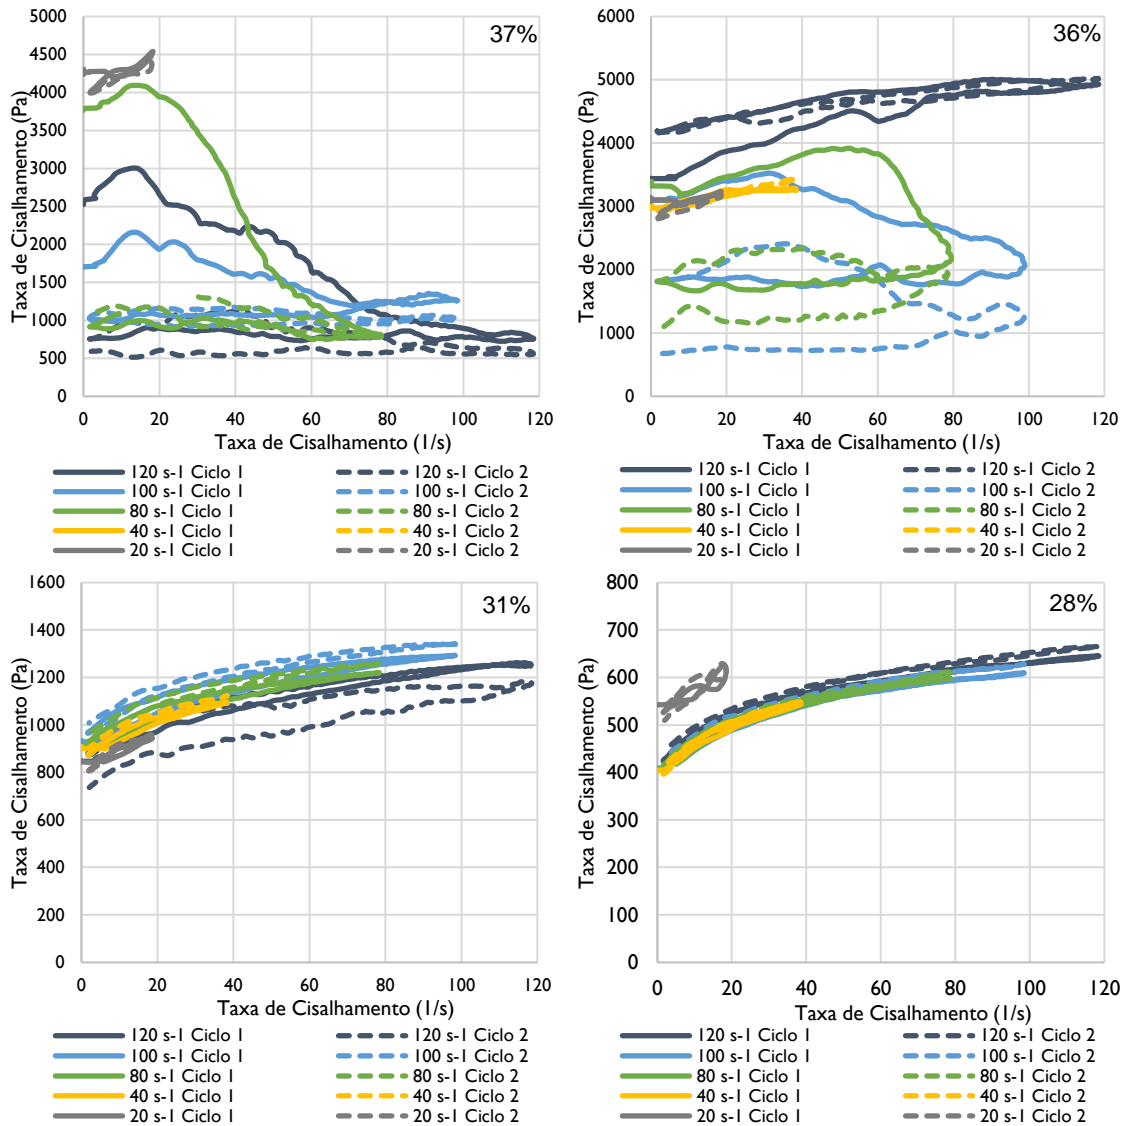 5000
4500
4000
3500
3000
2500
2000
1500
1000
500
0
Taxa de Cisalhamento (Pa)
37%
0 20 40 60 80 100 120
Taxa de Cisalhamento (1/s)
120 s-1 Ciclo 1 120 s-1 Ciclo 2
100 s-1 Ciclo 1 100 s-1 Ciclo 2
80 s-1 Ciclo 1 80 s-1 Ciclo 2
40 s-1 Ciclo 1 40 s-1 Ciclo 2
20 s-1 Ciclo 1 20 s-1 Ciclo 2
6000
5000
4000
3000
2000
1000
0
Taxa de Cisalhamento (Pa)
36%
0 20 40 60 80 100 120
Taxa de Cisalhamento (1/s)
120 s-1 Ciclo 1 120 s-1 Ciclo 2
100 s-1 Ciclo 1 100 s-1 Ciclo 2
80 s-1 Ciclo 1 80 s-1 Ciclo 2
40 s-1 Ciclo 1 40 s-1 Ciclo 2
20 s-1 Ciclo 1 20 s-1 Ciclo 2
1600
1400
1200
1000
800
600
400
200
0
Taxa de Cisalhamento (Pa)
31%
0 20 40 60 80 100 120
Taxa de Cisalhamento (1/s)
120 s-1 Ciclo 1 120 s-1 Ciclo 2
100 s-1 Ciclo 1 100 s-1 Ciclo 2
80 s-1 Ciclo 1 80 s-1 Ciclo 2
40 s-1 Ciclo 1 40 s-1 Ciclo 2
20 s-1 Ciclo 1 20 s-1 Ciclo 2
800
700
600
500
400
300
200
100
0
Taxa de Cisalhamento (Pa)
28%
0 20 40 60 80 100 120
Taxa de Cisalhamento (1/s)
120 s-1 Ciclo 1 120 s-1 Ciclo 2
100 s-1 Ciclo 1 100 s-1 Ciclo 2
80 s-1 Ciclo 1 80 s-1 Ciclo 2
40 s-1 Ciclo 1 40 s-1 Ciclo 2
20 s-1 Ciclo 1 20 s-1 Ciclo 2